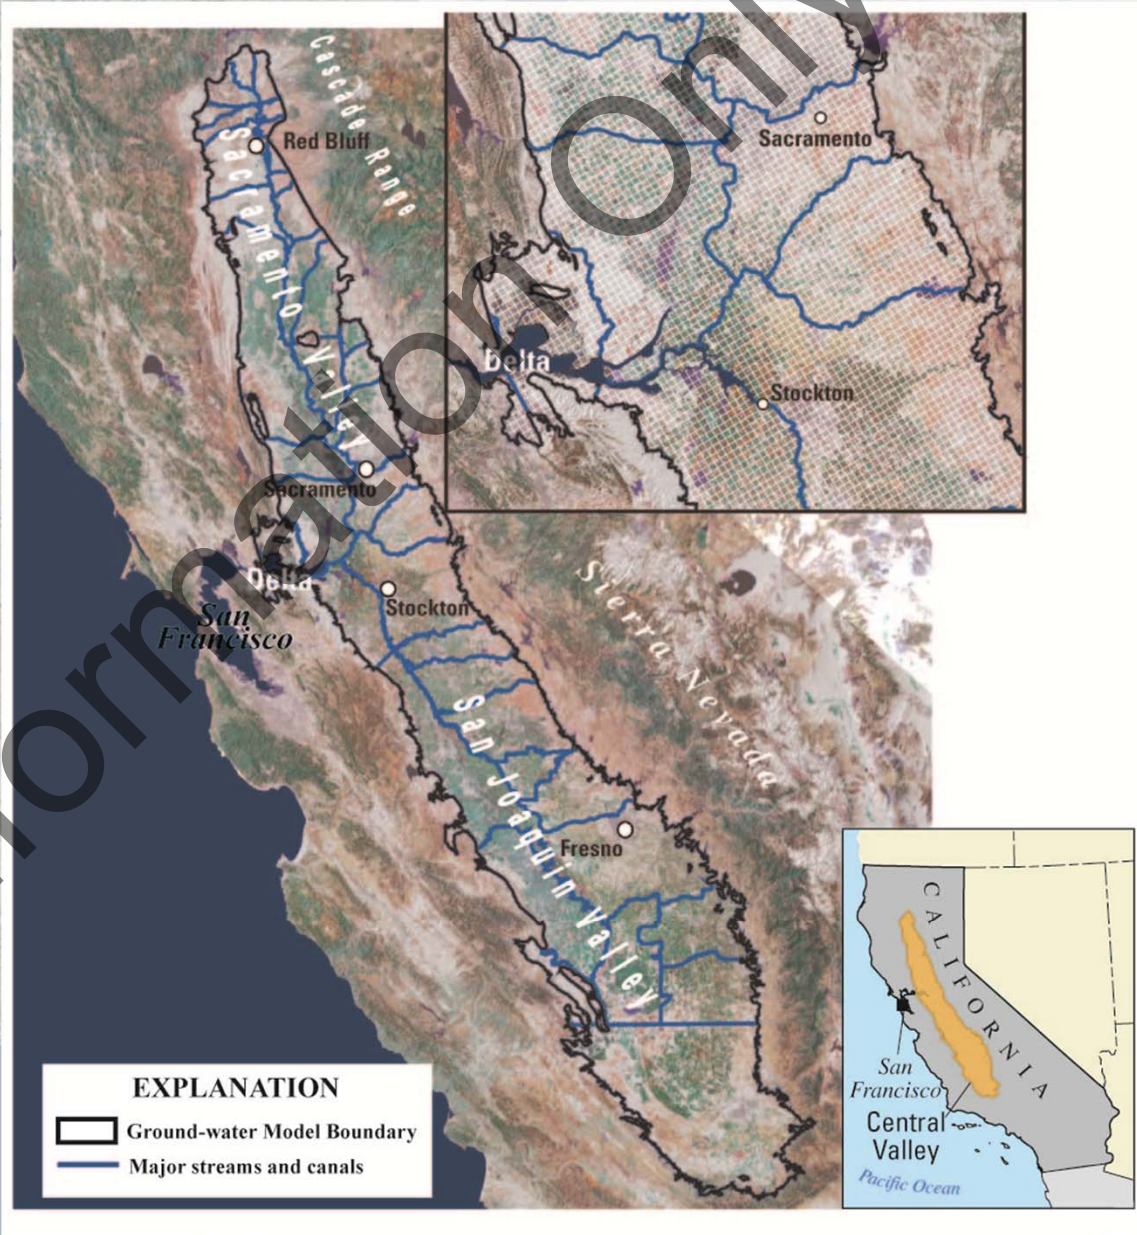 Cascade Range
Red Bluff
Sacramento Valley
Sacramento
Delta
San
Francisco
Stockton
Sierra Nevada
San Joaquin Valley
Fresno
Sacramento
Delta
Stockton
CALIFORNIA
San
Francisco
Central
Valley
Pacific Ocean
EXPLANATION
Ground-water Model Boundary
Major streams and canals
formation Only